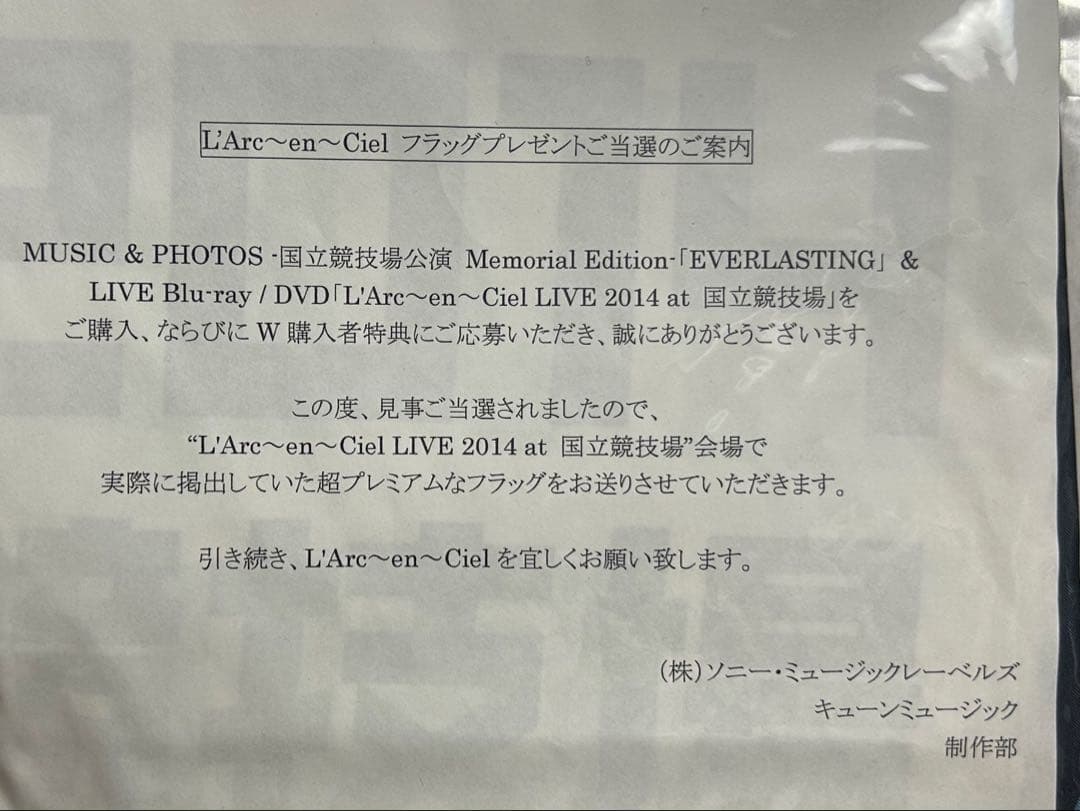 L'Arc～en～Ciel フラッグプレゼントご当選のご案内
MUSIC & PHOTOS -国立競技場公演 Memorial Edition-「EVERLASTING」 &
LIVE Blu-ray / DVD「L'Arc～en～Ciel LIVE 2014 at 国立競技場」を
ご購入、ならびに W 購入者特典にご応募いただき、誠にありがとうございます。
この度、見事ご当選されましたので、
“L'Arc～en～Ciel LIVE 2014 at 国立競技場”会場で
実際に掲出していた超プレミアムなフラッグをお送りさせていただきます。
引き続き、L'Arc～en～Ciel を宜しくお願い致します。
（株）ソニー・ミュージックレーベルズ
キューンミュージック
制作部